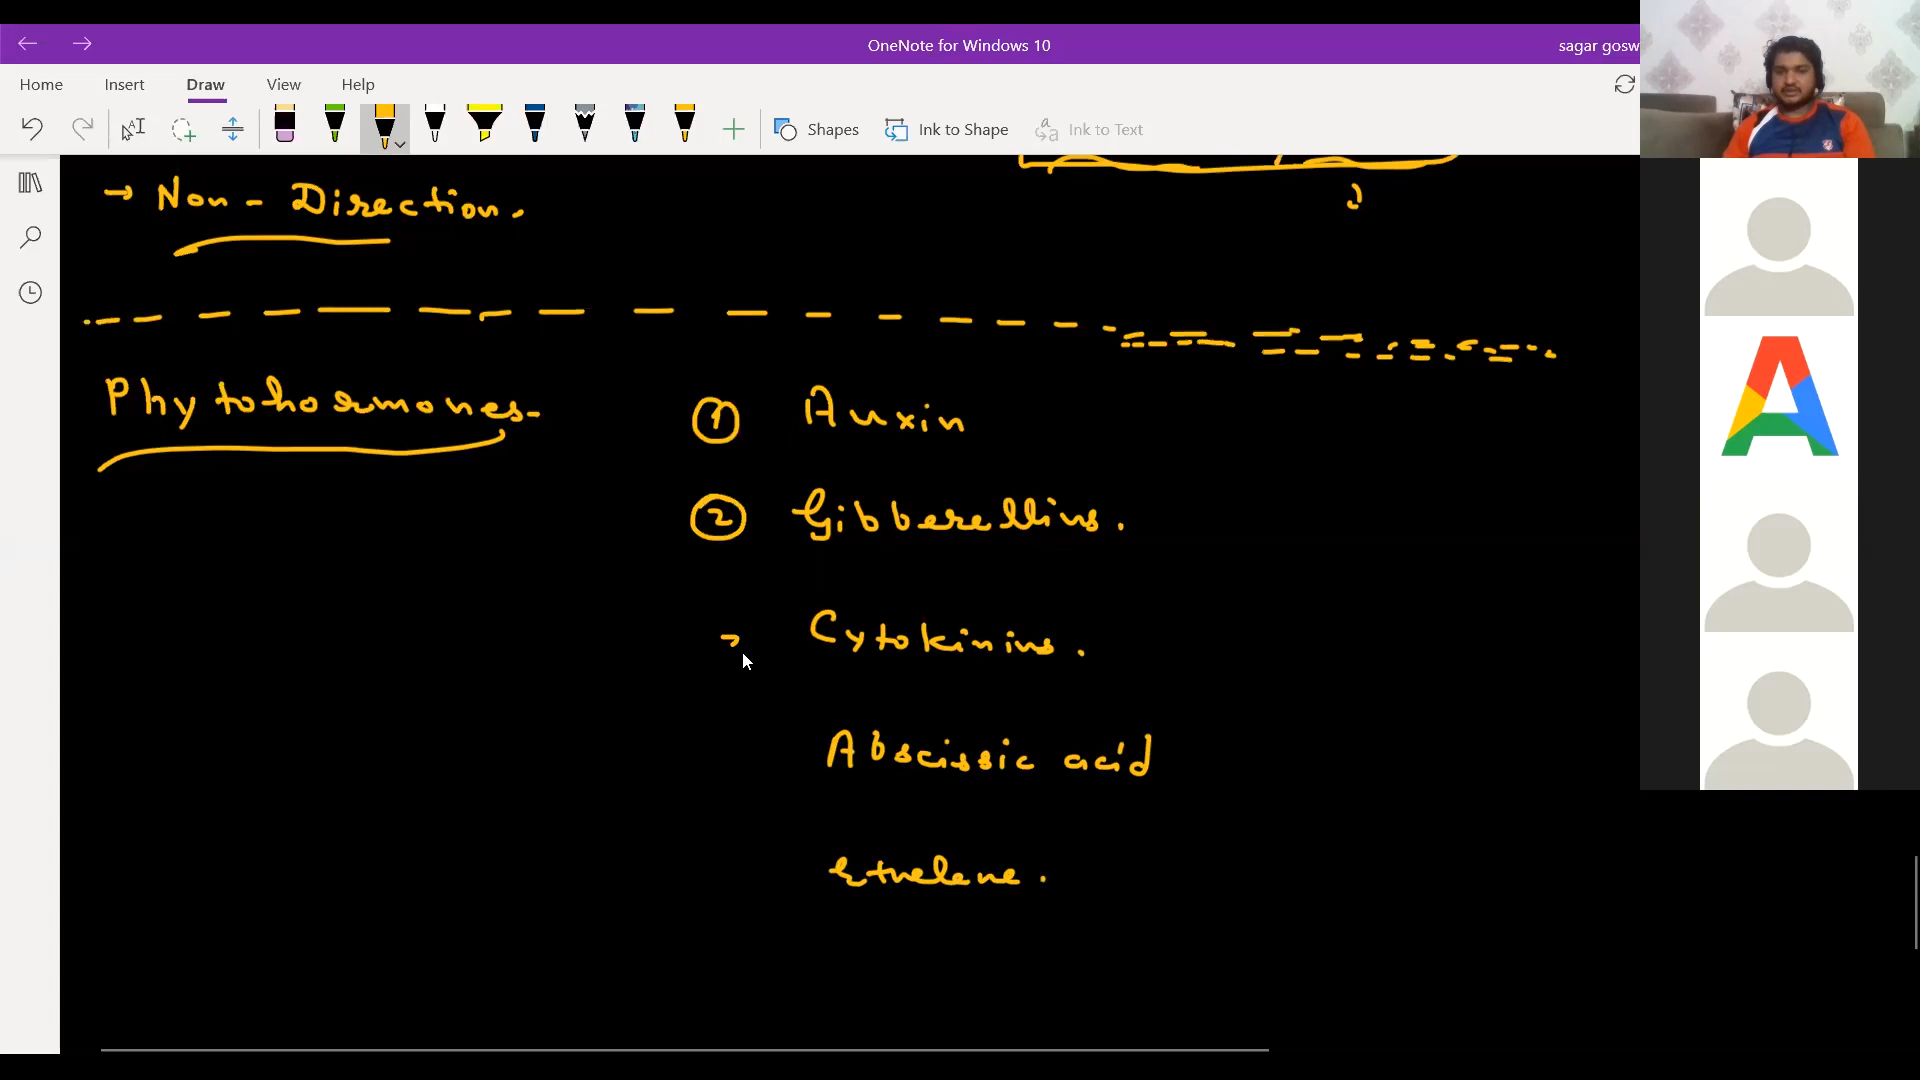 OneNote for Windows 10
sagar gosw
Home Insert Draw View Help
Shapes Ink to Shape Ink to Text
→ Non - Direction.
Phytohormones-
① Auxin
② Gibberellins.
Cytokinins.
Abscissic acid
Ethelene.
A